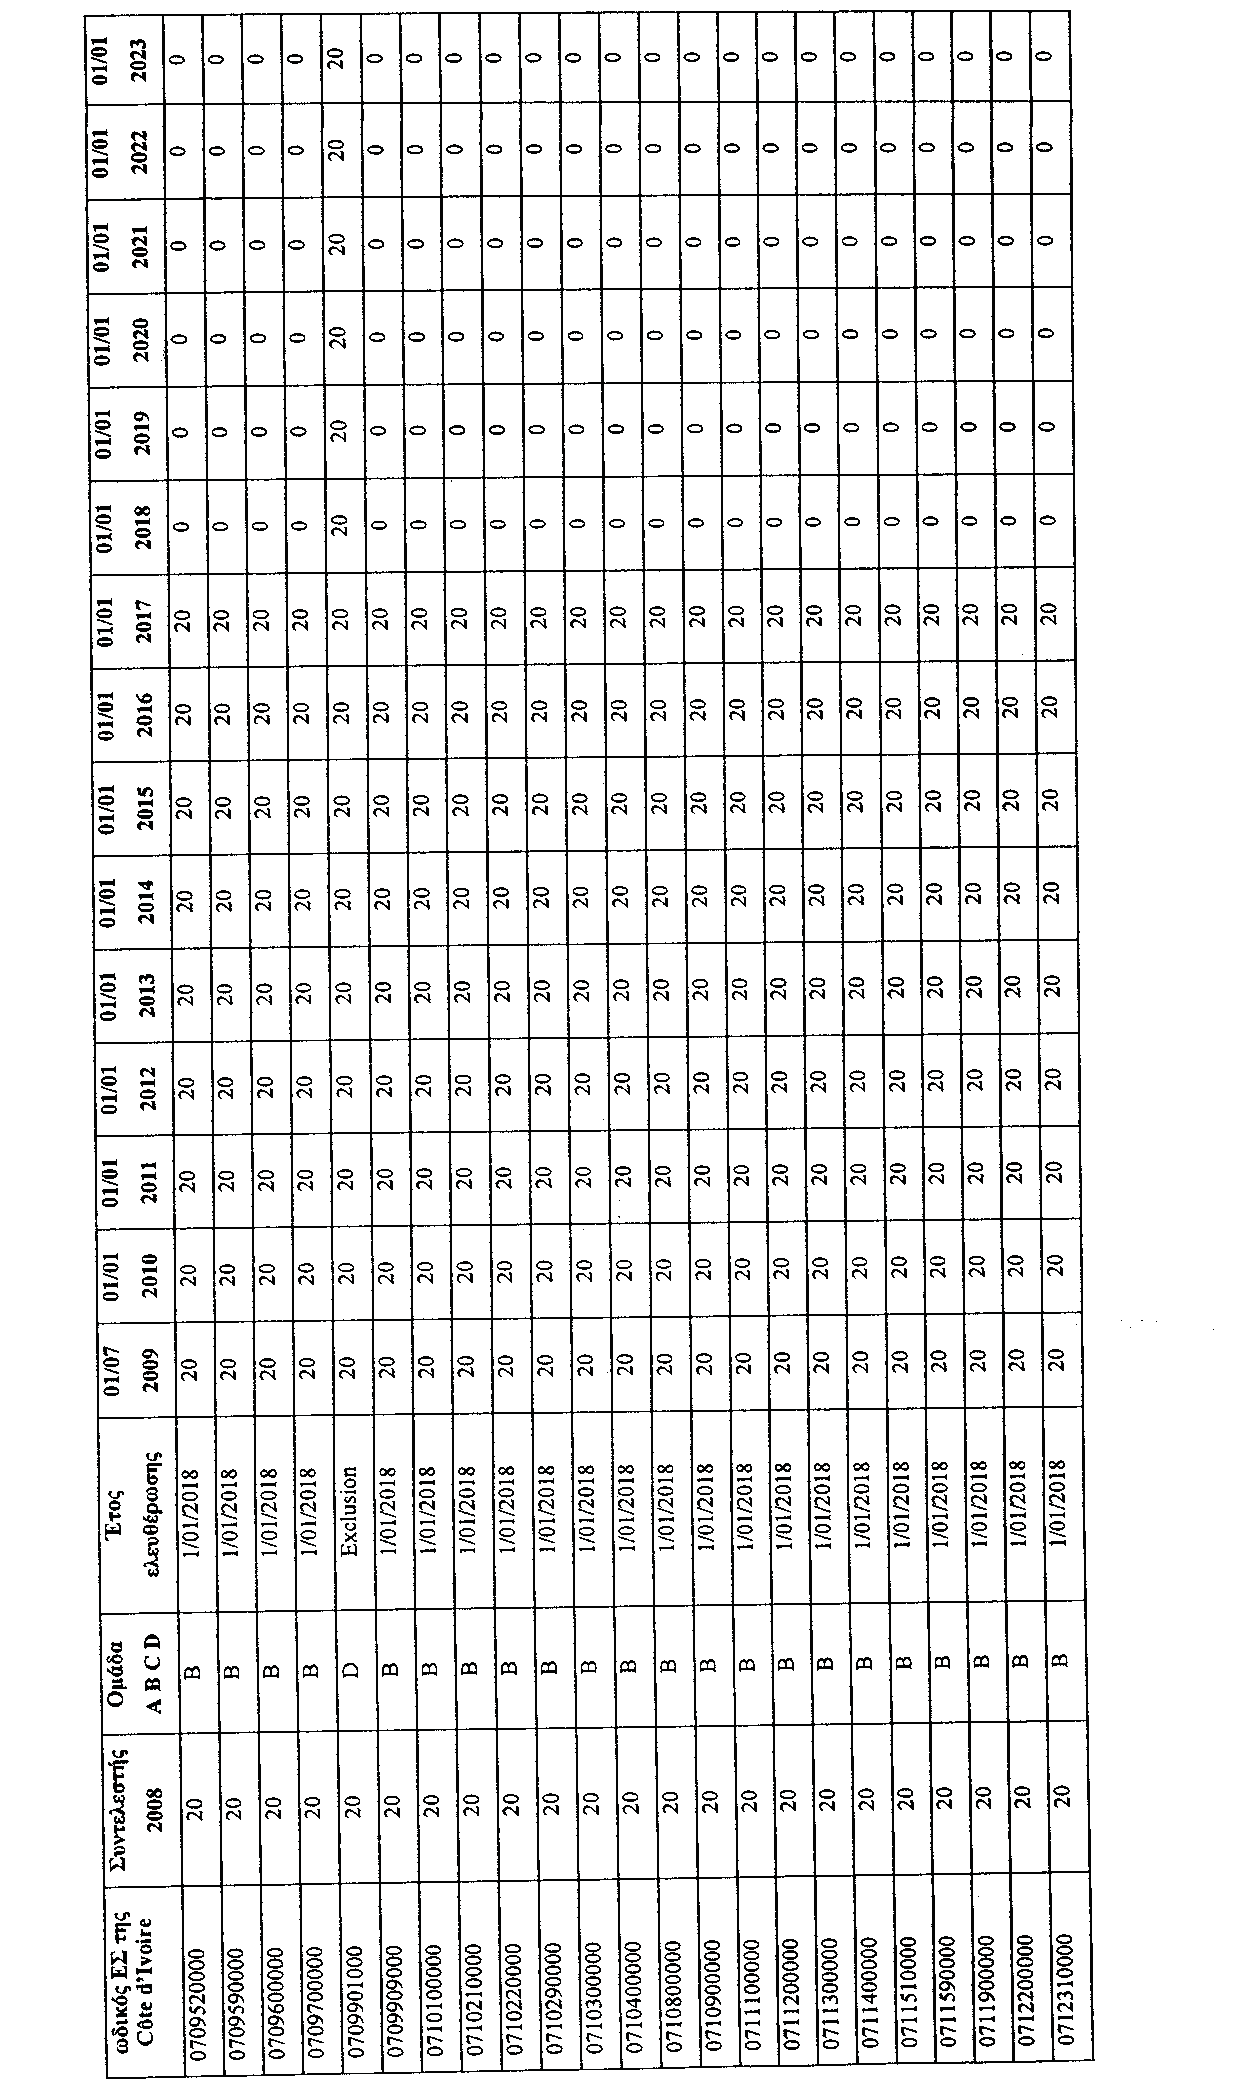 ωδικός ΕΣ της Côte d'Ivoire Συντελεστής 2008 Ομάδα A B C D Έτος ελευθέρωσης 01/07 2009 01/01 2010 01/01 2011 01/01 2012 01/01 2013 01/01 2014 01/01 2015 01/01 2016 01/01 2017 01/01 2018 01/01 2019 01/01 2020 01/01 2021 01/01 2022 01/01 2023
0709520000 20 B 1/01/2018 20 20 20 20 20 20 20 20 20 0 0 0 0 0 0
0709590000 20 B 1/01/2018 20 20 20 20 20 20 20 20 20 0 0 0 0 0 0
0709600000 20 B 1/01/2018 20 20 20 20 20 20 20 20 20 0 0 0 0 0 0
0709700000 20 B 1/01/2018 20 20 20 20 20 20 20 20 20 0 0 0 0 0 0
0709901000 20 D Exclusion 20 20 20 20 20 20 20 20 20 20 20 20 20 20 20
0709909000 20 B 1/01/2018 20 20 20 20 20 20 20 20 20 0 0 0 0 0 0
0710100000 20 B 1/01/2018 20 20 20 20 20 20 20 20 20 0 0 0 0 0 0
0710210000 20 B 1/01/2018 20 20 20 20 20 20 20 20 20 0 0 0 0 0 0
0710220000 20 B 1/01/2018 20 20 20 20 20 20 20 20 20 0 0 0 0 0 0
0710290000 20 B 1/01/2018 20 20 20 20 20 20 20 20 20 0 0 0 0 0 0
0710300000 20 B 1/01/2018 20 20 20 20 20 20 20 20 20 0 0 0 0 0 0
0710400000 20 B 1/01/2018 20 20 20 20 20 20 20 20 20 0 0 0 0 0 0
0710800000 20 B 1/01/2018 20 20 20 20 20 20 20 20 20 0 0 0 0 0 0
0710900000 20 B 1/01/2018 20 20 20 20 20 20 20 20 20 0 0 0 0 0 0
0711100000 20 B 1/01/2018 20 20 20 20 20 20 20 20 20 0 0 0 0 0 0
0711200000 20 B 1/01/2018 20 20 20 20 20 20 20 20 20 0 0 0 0 0 0
0711300000 20 B 1/01/2018 20 20 20 20 20 20 20 20 20 0 0 0 0 0 0
0711400000 20 B 1/01/2018 20 20 20 20 20 20 20 20 20 0 0 0 0 0 0
0711510000 20 B 1/01/2018 20 20 20 20 20 20 20 20 20 0 0 0 0 0 0
0711590000 20 B 1/01/2018 20 20 20 20 20 20 20 20 20 0 0 0 0 0 0
0711900000 20 B 1/01/2018 20 20 20 20 20 20 20 20 20 0 0 0 0 0 0
0712200000 20 B 1/01/2018 20 20 20 20 20 20 20 20 20 0 0 0 0 0 0
0712310000 20 B 1/01/2018 20 20 20 20 20 20 20 20 20 0 0 0 0 0 0